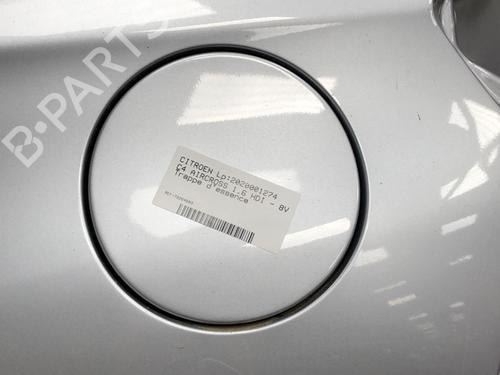 B-PARTS
CITROEN Lp:2020001274
C4 AIRCROSS 1.6 HDI - 8V
Trappe d'essence